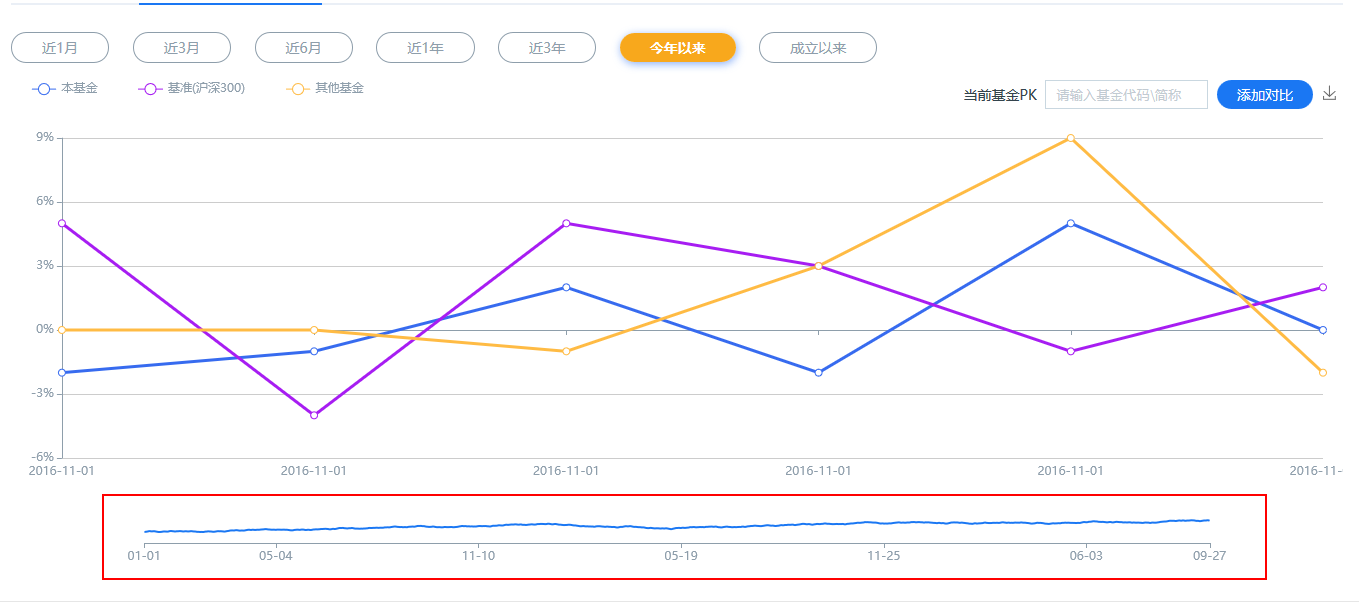 近1月 近3月 近6月 近1年 近3年 今年以来 成立以来
本基金 基准(沪深300) 其他基金
当前基金PK 请输入基金代码\简称 添加对比
9%
6%
3%
0%
-3%
-6%
2016-11-01 2016-11-01 2016-11-01 2016-11-01 2016-11-01 2016-11-
01-01 05-04 11-10 05-19 11-25 06-03 09-27